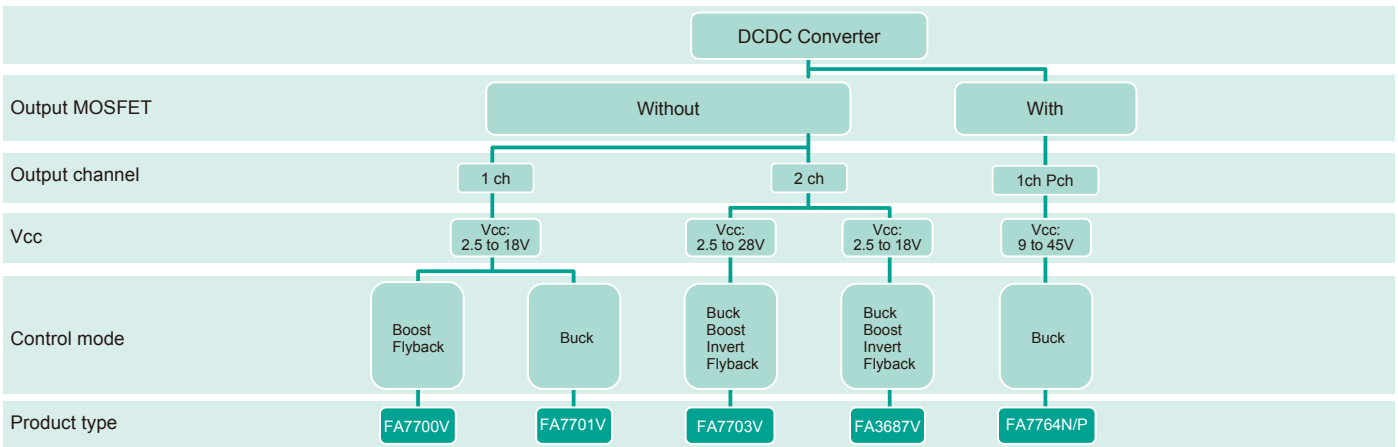 DCDC Converter
Output MOSFET
Without
With
Output channel
1 ch
2 ch
1ch Pch
Vcc
Vcc:
2.5 to 18V
Vcc:
2.5 to 28V
Vcc:
2.5 to 18V
Vcc:
9 to 45V
Control mode
Boost
Flyback
Buck
Buck
Boost
Invert
Flyback
Buck
Boost
Invert
Flyback
Buck
Product type
FA7700V
FA7701V
FA7703V
FA3687V
FA7764N/P